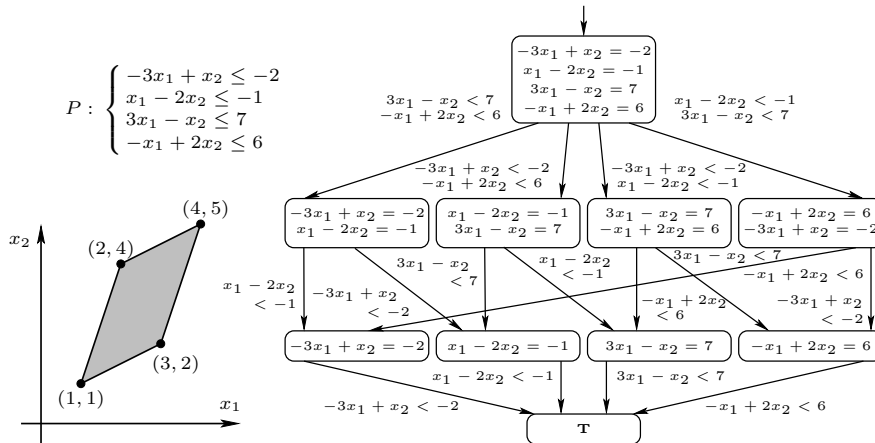 P :
−3x₁ + x₂ ≤ −2
x₁ − 2x₂ ≤ −1
3x₁ − x₂ ≤ 7
−x₁ + 2x₂ ≤ 6
x₂
(4, 5)
(2, 4)
(3, 2)
(1, 1)
x₁
−3x₁ + x₂ = −2
x₁ − 2x₂ = −1
3x₁ − x₂ = 7
−x₁ + 2x₂ = 6
3x₁ − x₂ < 7
−x₁ + 2x₂ < 6
x₁ − 2x₂ < −1
3x₁ − x₂ < 7
−3x₁ + x₂ < −2
−x₁ + 2x₂ < 6
−3x₁ + x₂ < −2
x₁ − 2x₂ < −1
−3x₁ + x₂ = −2
x₁ − 2x₂ = −1
x₁ − 2x₂ = −1
3x₁ − x₂ = 7
3x₁ − x₂ = 7
−x₁ + 2x₂ = 6
−x₁ + 2x₂ = 6
−3x₁ + x₂ = −2
x₁ − 2x₂
< −1
−3x₁ + x₂
< −2
3x₁ − x₂
< 7
x₁ − 2x₂
< −1
−x₁ + 2x₂
< 6
3x₁ − x₂ < 7
−x₁ + 2x₂ < 6
−3x₁ + x₂
< −2
−3x₁ + x₂ = −2
x₁ − 2x₂ = −1
3x₁ − x₂ = 7
−x₁ + 2x₂ = 6
−3x₁ + x₂ < −2
x₁ − 2x₂ < −1
3x₁ − x₂ < 7
−x₁ + 2x₂ < 6
T